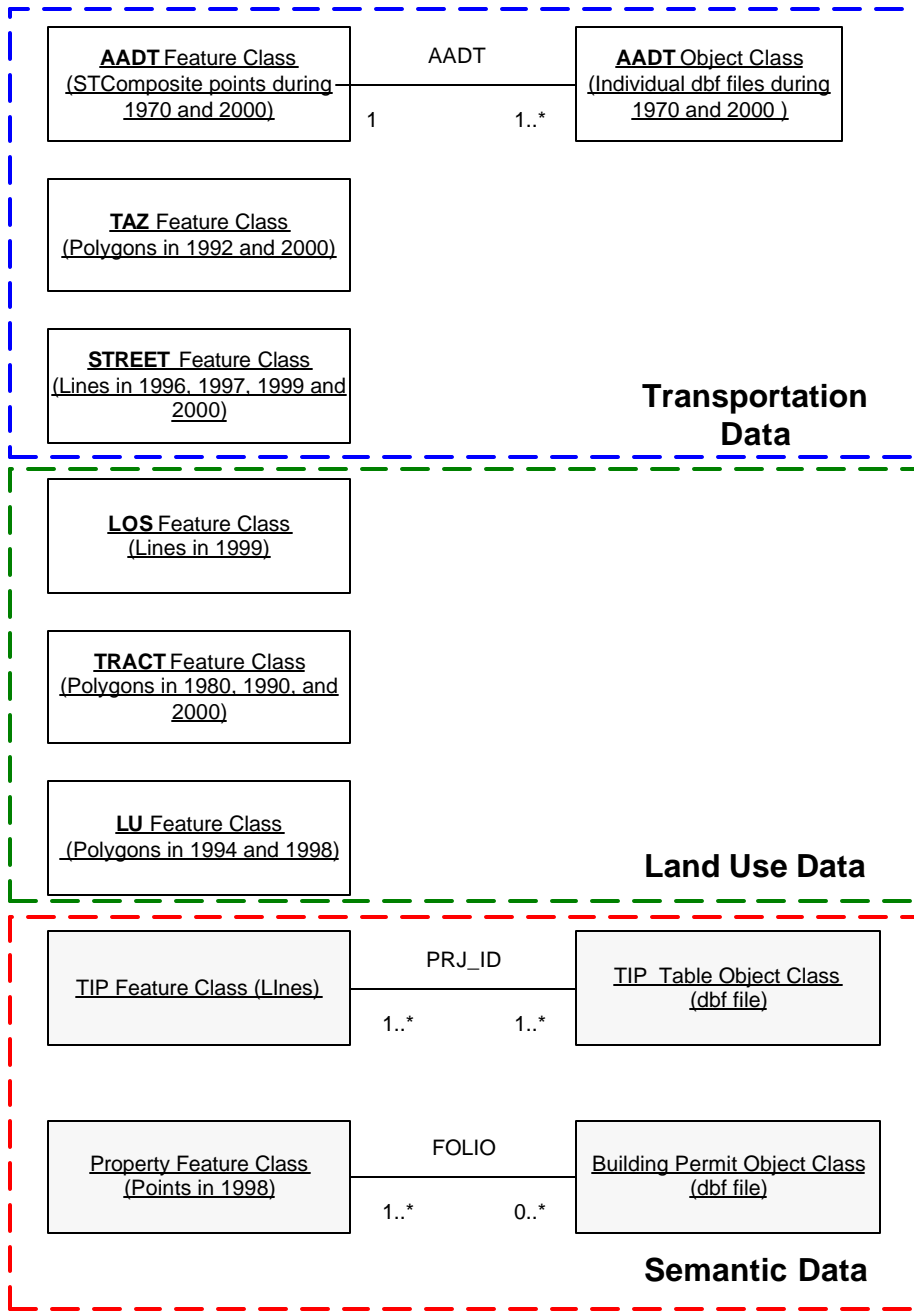 AADT Feature Class
(STComposite points during
1970 and 2000)
AADT
1
1..*
AADT Object Class
(Individual dbf files during
1970 and 2000 )
TAZ Feature Class
(Polygons in 1992 and 2000)
STREET Feature Class
(Lines in 1996, 1997, 1999 and
2000)
Transportation
Data
LOS Feature Class
(Lines in 1999)
TRACT Feature Class
(Polygons in 1980, 1990, and
2000)
LU Feature Class
(Polygons in 1994 and 1998)
Land Use Data
TIP Feature Class (LInes)
PRJ_ID
1..*
1..*
TIP_Table Object Class
(dbf file)
Property Feature Class
(Points in 1998)
FOLIO
1..*
0..*
Building Permit Object Class
(dbf file)
Semantic Data